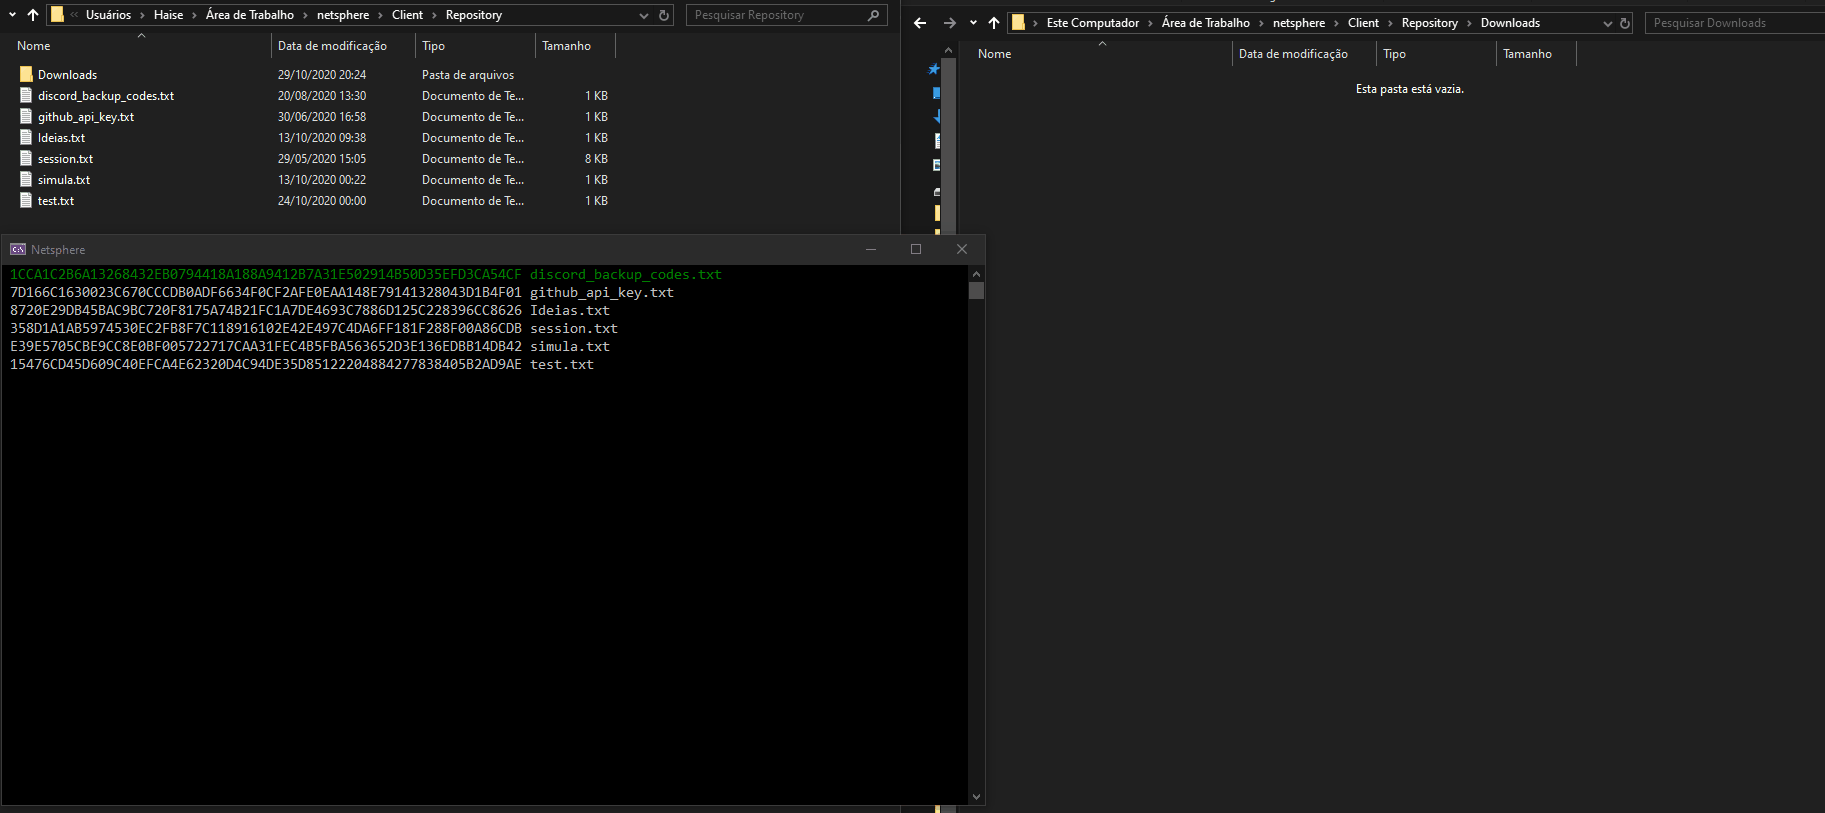 Usuários Haise Área de Trabalho netsphere Client Repository
Pesquisar Repository
Nome Data de modificação Tipo Tamanho
Downloads 29/10/2020 20:24 Pasta de arquivos
discord_backup_codes.txt 20/08/2020 13:30 Documento de Te... 1 KB
github_api_key.txt 30/06/2020 16:58 Documento de Te... 1 KB
Ideias.txt 13/10/2020 09:38 Documento de Te... 1 KB
session.txt 29/05/2020 15:05 Documento de Te... 8 KB
simula.txt 13/10/2020 00:22 Documento de Te... 1 KB
test.txt 24/10/2020 00:00 Documento de Te... 1 KB
Este Computador Área de Trabalho netsphere Client Repository Downloads
Pesquisar Downloads
Nome Data de modificação Tipo Tamanho
Esta pasta está vazia.
Netsphere
1CCA1C2B6A13268432EB0794418A188A9412B7A31E502914B50D35EFD3CA54CF discord_backup_codes.txt
7D166C1630023C670CCCDB0ADF6634F0CF2AFE0EAA148E79141328043D1B4F01 github_api_key.txt
8720E29DB45BAC9BC720F8175A74B21FC1A7DE4693C7886D125C228396CC8626 Ideias.txt
358D1A1AB5974530EC2FB8F7C118916102E42E497C4DA6FF181F288F00A86CDB session.txt
E39E5705CBE9CC8E0BF005722717CAA31FEC4B5FBA563652D3E136EDBB14DB42 simula.txt
15476CD45D609C40EFCA4E62320D4C94DE35D85122204884277838405B2AD9AE test.txt